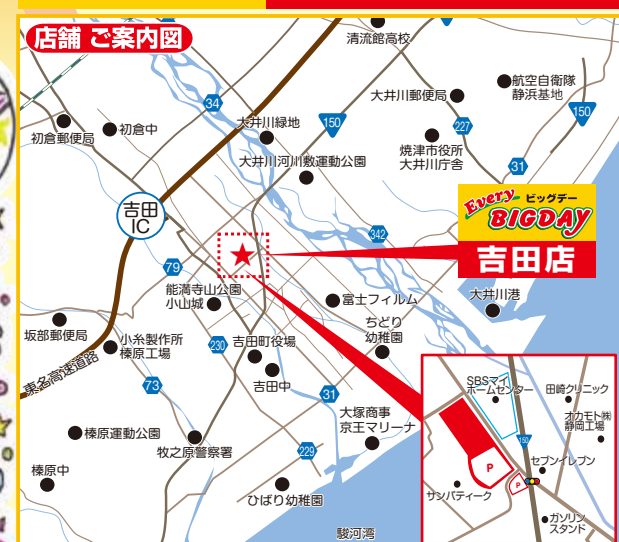 店舗 ご案内図
清流館高校
航空自衛隊
静浜基地
大井川郵便局
34
150
150
初倉郵便局
初倉中
大井川緑地
227
焼津市役所
大井川庁舎
大井川河川敷運動公園
31
吉田
IC
Every ビッグデー
BIGDAY
吉田店
342
79
能満寺山公園
小山城
富士フィルム
大井川港
坂部郵便局
小糸製作所
榛原工場
230
吉田町役場
ちどり
幼稚園
東名高速道路
吉田中
73
31
大塚商事
京王マリーナ
榛原運動公園
牧之原警察署
229
榛原中
ひばり幼稚園
駿河湾
SBSマイ
ホームセンター
田崎クリニック
オカモト㈱
静岡工場
150
P
セブンイレブン
P
サンパティーク
ガソリン
スタンド